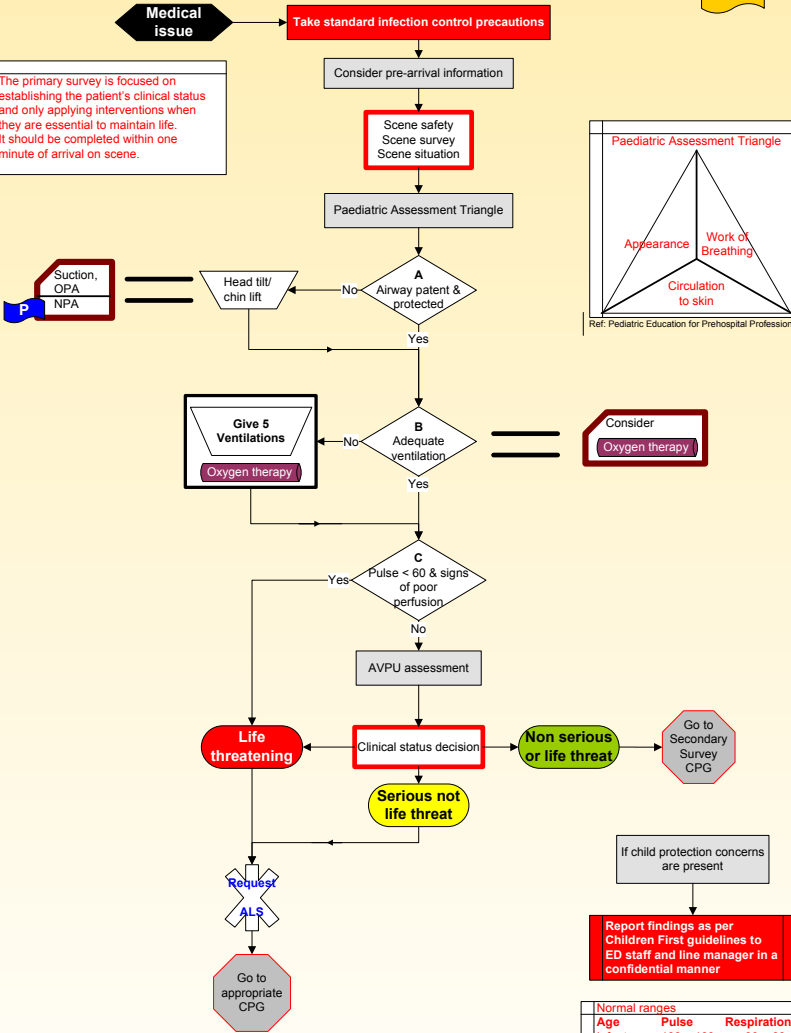 Medical
issue
Take standard infection control precautions
Consider pre-arrival information
The primary survey is focused on
establishing the patient's clinical status
and only applying interventions when
they are essential to maintain life.
It should be completed within one
minute of arrival on scene.
Scene safety
Scene survey
Scene situation
Paediatric Assessment Triangle
Paediatric Assessment Triangle
Appearance
Work of
Breathing
Circulation
to skin
Ref: Pediatric Education for Prehospital
A
Airway patent &
protected
No
Head tilt/
chin lift
Suction,
OPA
NPA
P
Yes
B
Adequate
ventilation
No
Give 5
Ventilations
Oxygen therapy
Consider
Oxygen therapy
Yes
C
Pulse < 60 & signs
of poor
perfusion
Yes
No
AVPU assessment
Life
threatening
Clinical status decision
Non serious
or life threat
Go to
Secondary
Survey
CPG
Serious not
life threat
Request
ALS
Go to
appropriate
CPG
If child protection concerns
are present
Report findings as per
Children First guidelines to
ED staff and line manager in a
confidential manner
Normal ranges
Age Pulse